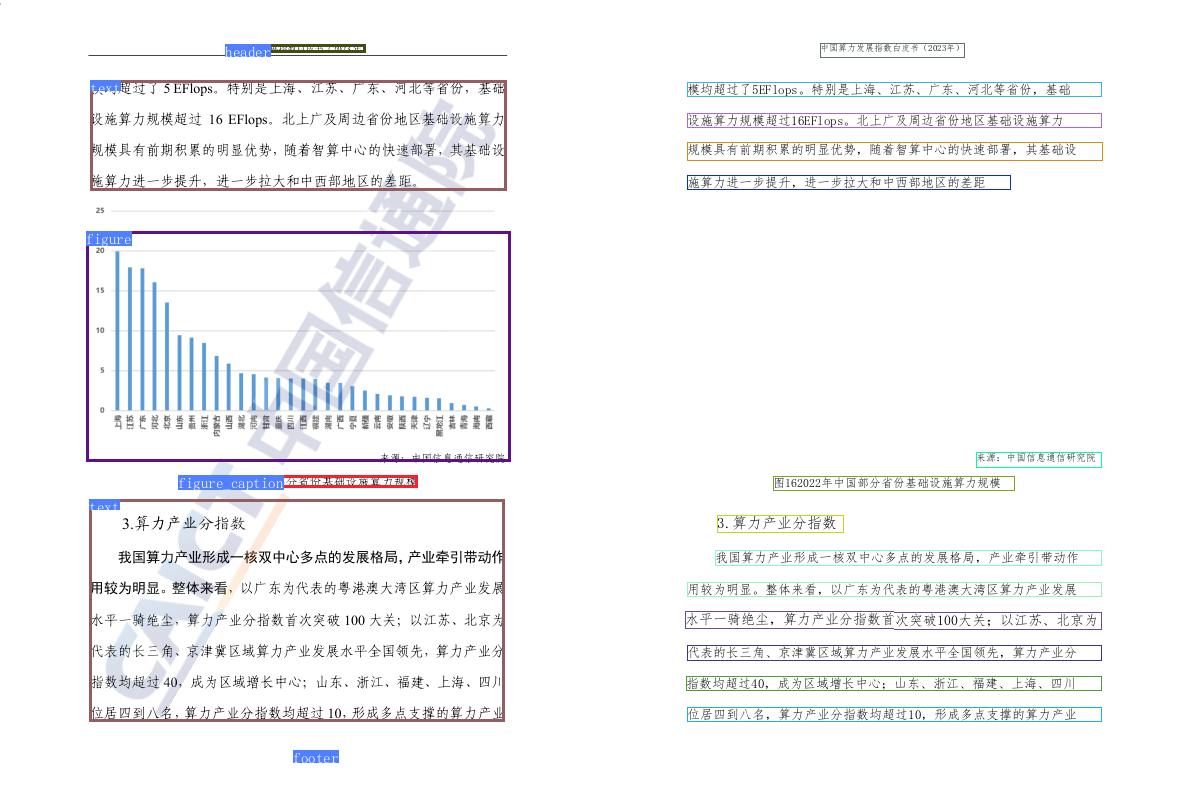 header
text
超过了 5 EFlops。特别是上海、江苏、广东、河北等省份，基础
设施算力规模超过 16 EFlops。北上广及周边省份地区基础设施算力
规模具有前期积累的明显优势，随着智算中心的快速部署，其基础设
施算力进一步提升，进一步拉大和中西部地区的差距。
25
figure
20
15
10
5
0
上海 江苏 广东 河北 北京 山东 贵州 浙江 内蒙古 山西 湖北 河南 甘肃 重庆 四川 江西 福建 湖南 广西 宁夏 新疆 云南 安徽 陕西 天津 辽宁 黑龙江 吉林 青海 海南 西藏
来源：中国信息通信研究院
figure caption 分省份基础设施算力规模
text
3.算力产业分指数
我国算力产业形成一核双中心多点的发展格局，产业牵引带动作
用较为明显。整体来看，以广东为代表的粤港澳大湾区算力产业发展
水平一骑绝尘，算力产业分指数首次突破 100 大关；以江苏、北京为
代表的长三角、京津冀区域算力产业发展水平全国领先，算力产业分
指数均超过 40，成为区域增长中心；山东、浙江、福建、上海、四川
位居四到八名，算力产业分指数均超过 10，形成多点支撑的算力产业
footer
CAICT 中国信通院
中国算力发展指数白皮书（2023年）
模均超过了5EFlops。特别是上海、江苏、广东、河北等省份，基础
设施算力规模超过16EFlops。北上广及周边省份地区基础设施算力
规模具有前期积累的明显优势，随着智算中心的快速部署，其基础设
施算力进一步提升，进一步拉大和中西部地区的差距
来源：中国信息通信研究院
图162022年中国部分省份基础设施算力规模
3.算力产业分指数
我国算力产业形成一核双中心多点的发展格局，产业牵引带动作
用较为明显。整体来看，以广东为代表的粤港澳大湾区算力产业发展
水平一骑绝尘，算力产业分指数首次突破100大关；以江苏、北京为
代表的长三角、京津冀区域算力产业发展水平全国领先，算力产业分
指数均超过40，成为区域增长中心；山东、浙江、福建、上海、四川
位居四到八名，算力产业分指数均超过10，形成多点支撑的算力产业